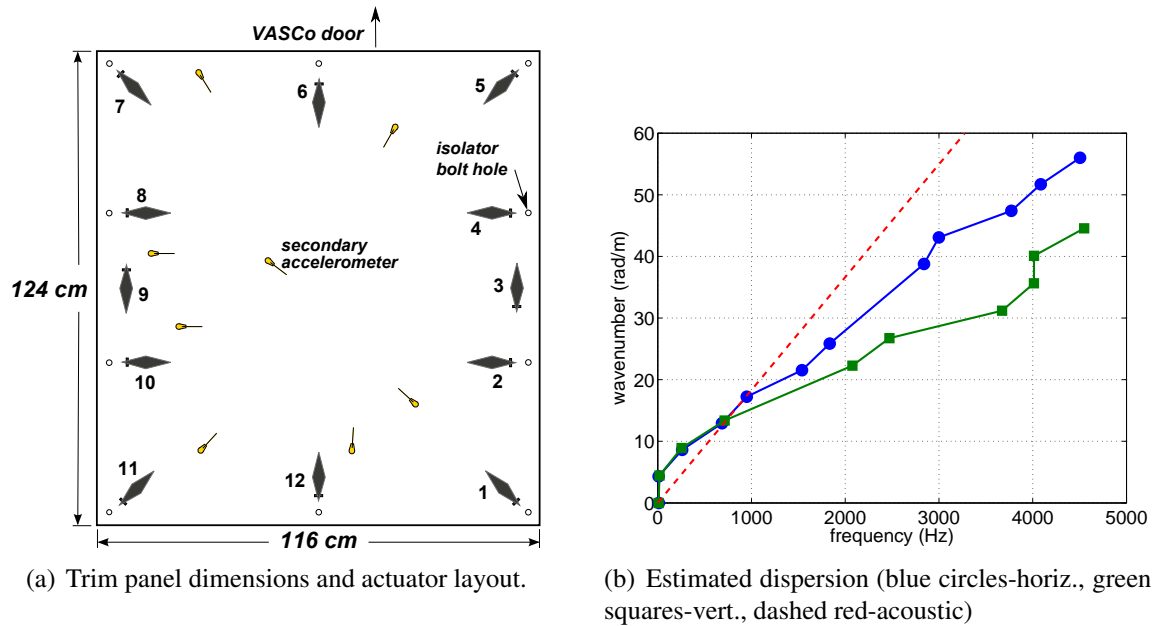 VASCo door
7
6
5
isolator
bolt hole
8
4
secondary
accelerometer
124 cm
9
3
10
2
11
12
1
116 cm
(a) Trim panel dimensions and actuator layout.
60
50
40
30
20
10
0
wavenumber (rad/m)
0 1000 2000 3000 4000 5000
frequency (Hz)
(b) Estimated dispersion (blue circles-horiz., green
squares-vert., dashed red-acoustic)